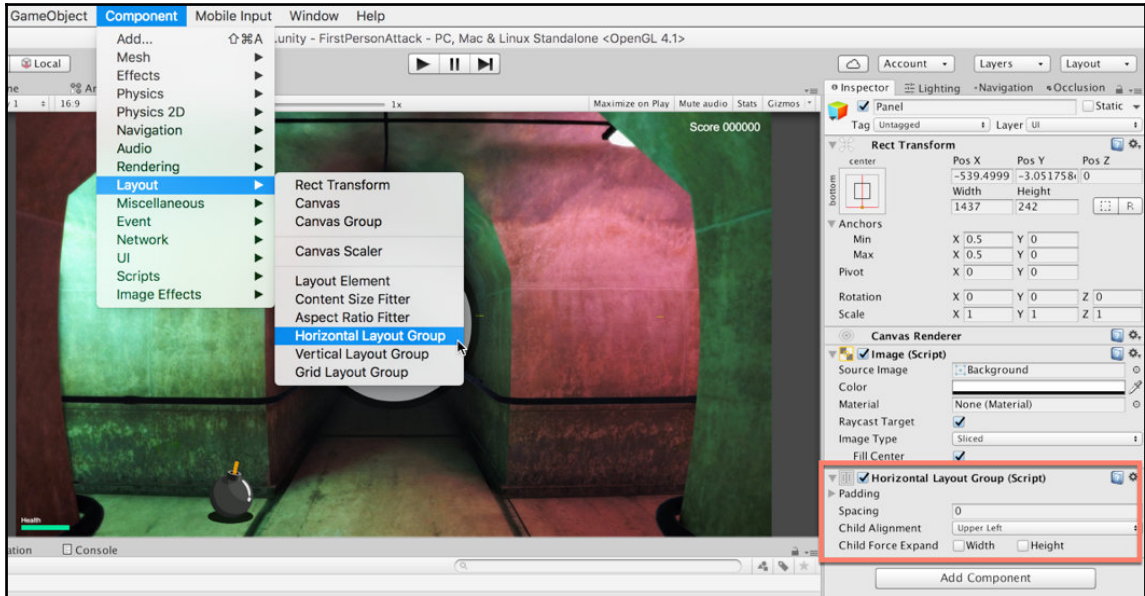 GameObject Component Mobile Input Window Help
.unity - FirstPersonAttack - PC, Mac & Linux Standalone <OpenGL 4.1>
Add... ⇧⌘A
Mesh
Effects
Physics
Physics 2D
Navigation
Audio
Rendering
Layout
Miscellaneous
Event
Network
UI
Scripts
Image Effects
Rect Transform
Canvas
Canvas Group
Canvas Scaler
Layout Element
Content Size Fitter
Aspect Ratio Fitter
Horizontal Layout Group
Vertical Layout Group
Grid Layout Group
Local
Account Layers Layout
16:9 1x Maximize on Play Mute audio Stats Gizmos
Score 000000
Health
Console
Inspector Lighting Navigation Occlusion
Panel Static
Tag Untagged Layer UI
Rect Transform
center Pos X Pos Y Pos Z
bottom -539.4999 -3.051758 0
Width Height
1437 242 R
Anchors
Min X 0.5 Y 0
Max X 0.5 Y 0
Pivot X 0 Y 0
Rotation X 0 Y 0 Z 0
Scale X 1 Y 1 Z 1
Canvas Renderer
Image (Script)
Source Image Background
Color
Material None (Material)
Raycast Target
Image Type Sliced
Fill Center
Horizontal Layout Group (Script)
Padding
Spacing 0
Child Alignment Upper Left
Child Force Expand Width Height
Add Component